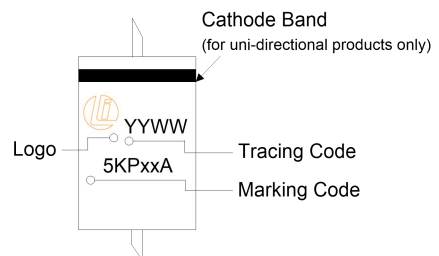 Cathode Band
(for uni-directional products only)
YYWW
Logo
Tracing Code
5KPxxA
Marking Code